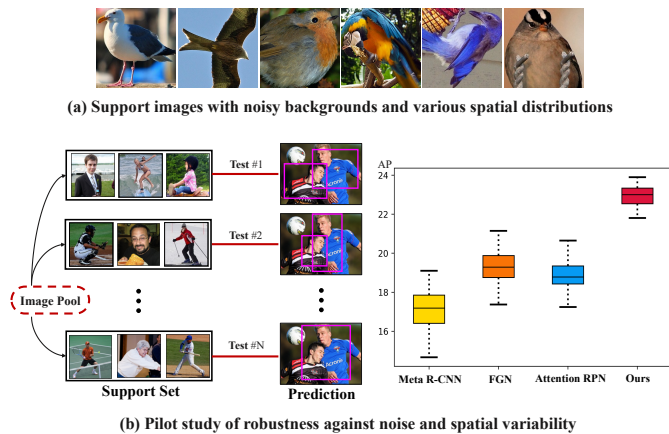 (a) Support images with noisy backgrounds and various spatial distributions
Image Pool
Test #1
Test #2
Test #N
Support Set
Prediction
AP
24
22
20
18
16
Meta R-CNN
FGN
Attention RPN
Ours
(b) Pilot study of robustness against noise and spatial variability